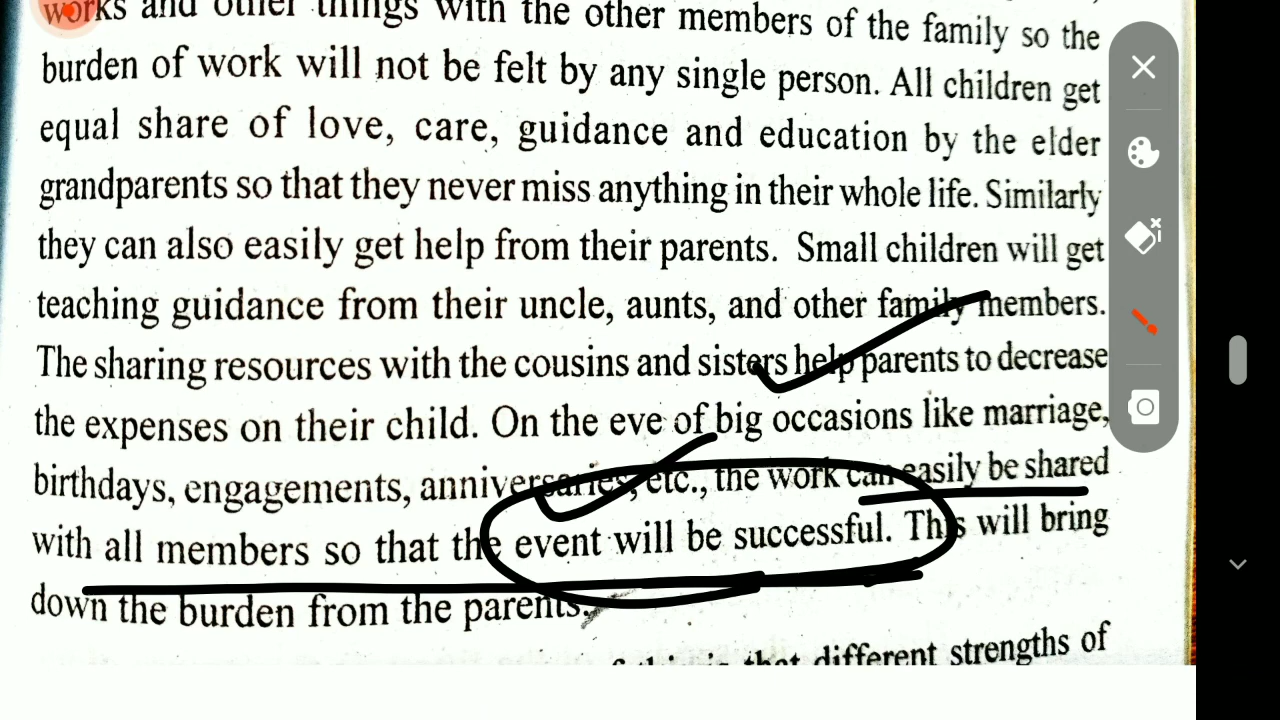 works and other things with the other members of the family so the
burden of work will not be felt by any single person. All children get
equal share of love, care, guidance and education by the elder
grandparents so that they never miss anything in their whole life. Similarly
they can also easily get help from their parents. Small children will get
teaching guidance from their uncle, aunts, and other family members.
The sharing resources with the cousins and sisters help parents to decrease
the expenses on their child. On the eve of big occasions like marriage,
birthdays, engagements, anniversaries, etc., the work can easily be shared
with all members so that the event will be successful. This will bring
down the burden from the parents.
that different strengths of